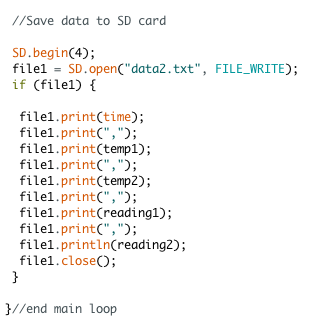 //Save data to SD card
SD.begin(4);
file1 = SD.open("data2.txt", FILE_WRITE);
if (file1) {
file1.print(time);
file1.print(",");
file1.print(temp1);
file1.print(",");
file1.print(temp2);
file1.print(",");
file1.print(reading1);
file1.print(",");
file1.println(reading2);
file1.close();
}
}//end main loop